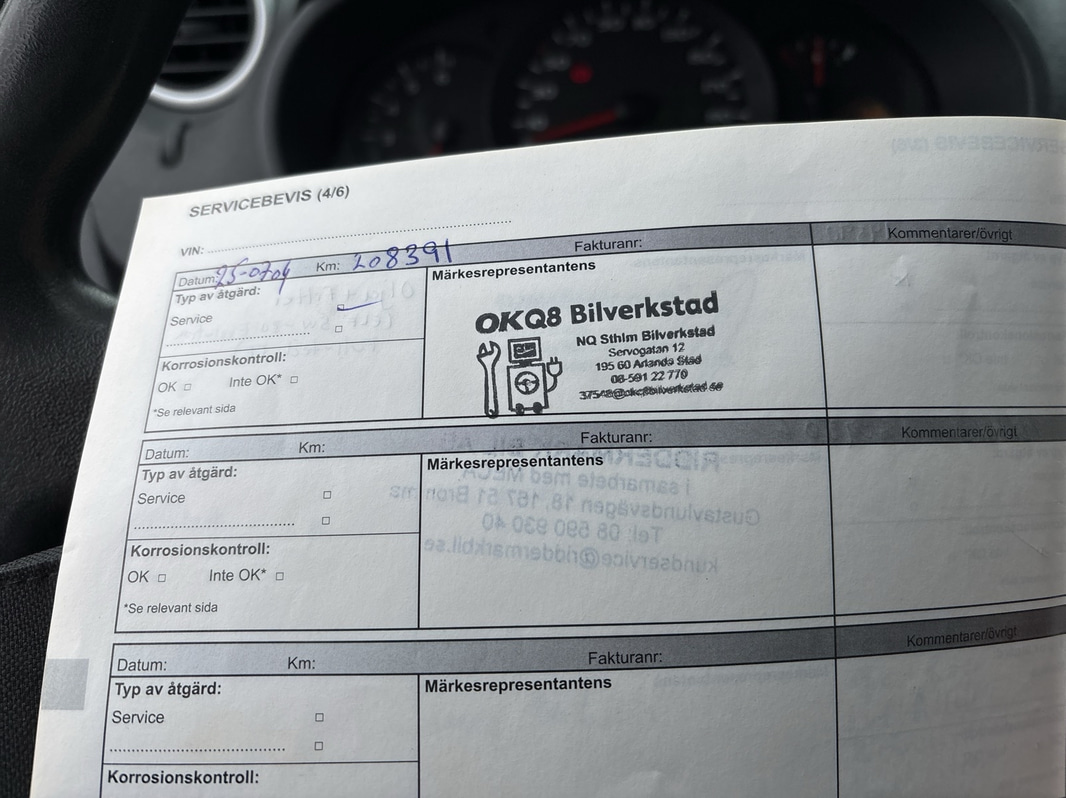 SERVICEBEVIS (4/6)
VIN:
Datum: 25-0704 Km: 208391 Fakturanr: Kommentarer/övrigt
Typ av åtgärd: Märkesrepresentantens
Service
Korrosionskontroll:
OK Inte OK*
*Se relevant sida
OKQ8 Bilverkstad
NQ Sthlm Bilverkstad
Servogatan 12
195 60 Arlanda Stad
08-591 22 770
Datum: Km: Fakturanr: Kommentarer/övrigt
Typ av åtgärd: Märkesrepresentantens
Service
Korrosionskontroll:
OK Inte OK*
*Se relevant sida
Datum: Km: Fakturanr: Kommentarer/övrigt
Typ av åtgärd: Märkesrepresentantens
Service
Korrosionskontroll: